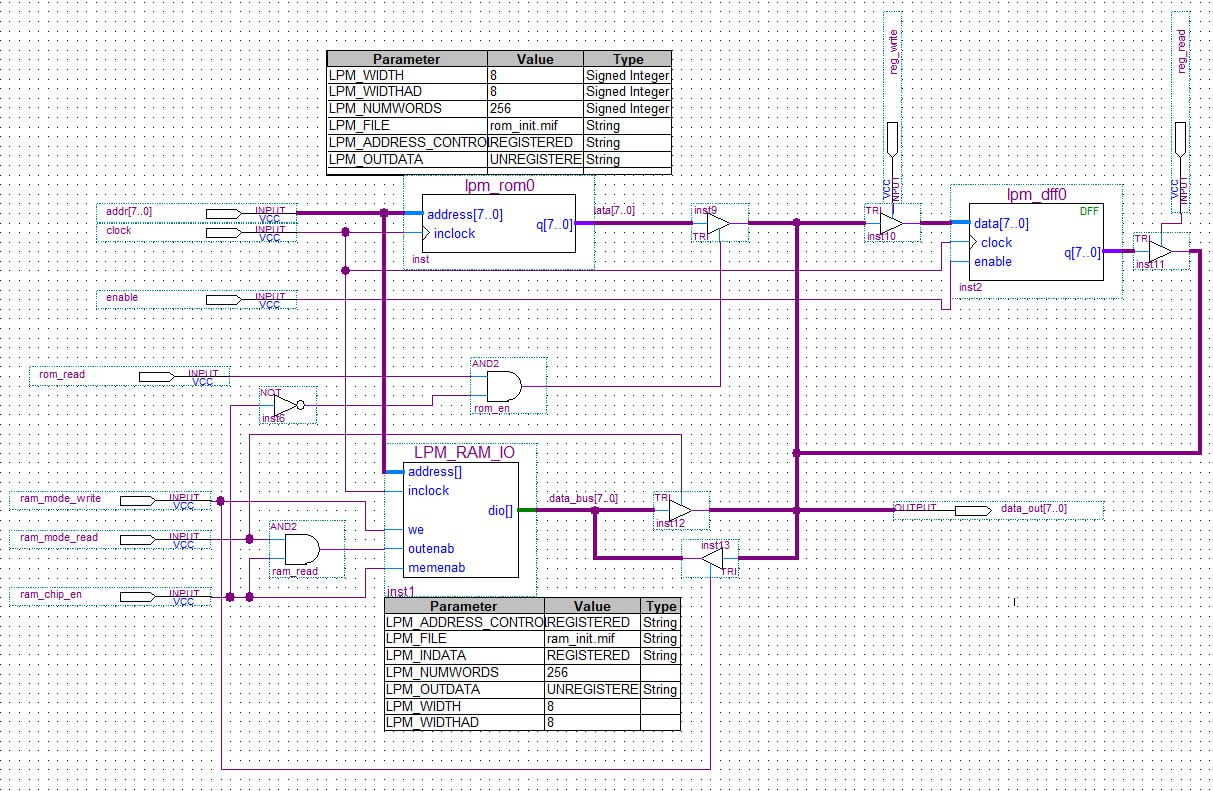 reg_write
reg_read
Parameter Value Type
LPM_WIDTH 8 Signed Integer
LPM_WIDTHAD 8 Signed Integer
LPM_NUMWORDS 256 Signed Integer
LPM_FILE rom_init.mif String
LPM_ADDRESS_CONTRO REGISTERED String
LPM_OUTDATA UNREGISTERE String
VCC INPUT
VCC INPUT
lpm_rom0
address[7..0]
inclock
q[7..0]
inst
addr[7..0] INPUT VCC
clock INPUT VCC
ata[7..0]
inst9
TRI
TRI
inst10
lpm_dff0
DFF
data[7..0]
clock
enable
q[7..0]
inst2
TRI
inst11
enable INPUT VCC
rom_read INPUT VCC
AND2
rom_en
NOT
inst6
LPM_RAM_IO
address[]
inclock
dio[]
we
outenab
memenab
inst1
data_bus[7..0]
TRI
inst12
inst13
TRI
OUTPUT data_out[7..0]
ram_mode_write INPUT VCC
ram_mode_read INPUT VCC
AND2
ram_read
ram_chip_en INPUT VCC
Parameter Value Type
LPM_ADDRESS_CONTRO REGISTERED String
LPM_FILE ram_init.mif String
LPM_INDATA REGISTERED String
LPM_NUMWORDS 256
LPM_OUTDATA UNREGISTERE String
LPM_WIDTH 8
LPM_WIDTHAD 8